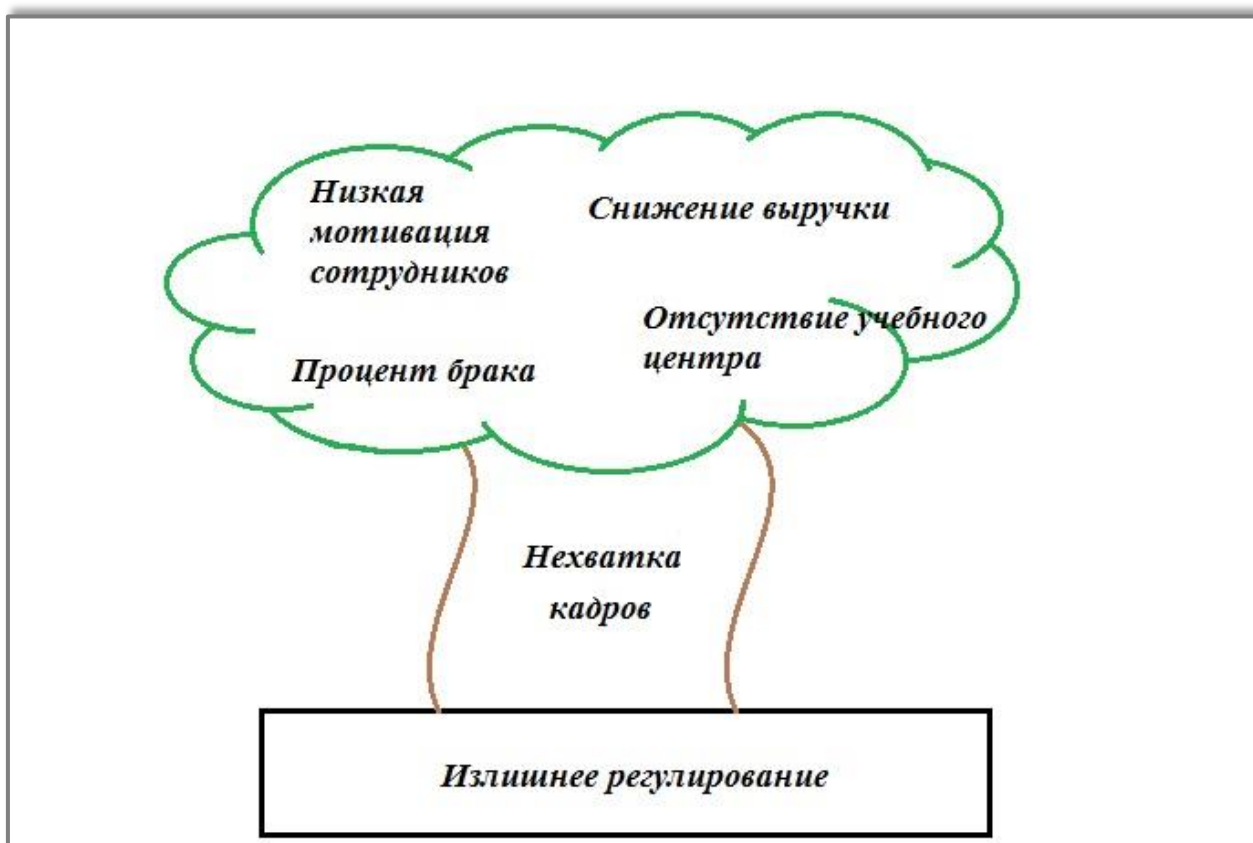 Низкая
мотивация
сотрудников
Снижение выручки
Процент брака
Отсутствие учебного
центра
Нехватка
кадров
Излишнее регулирование